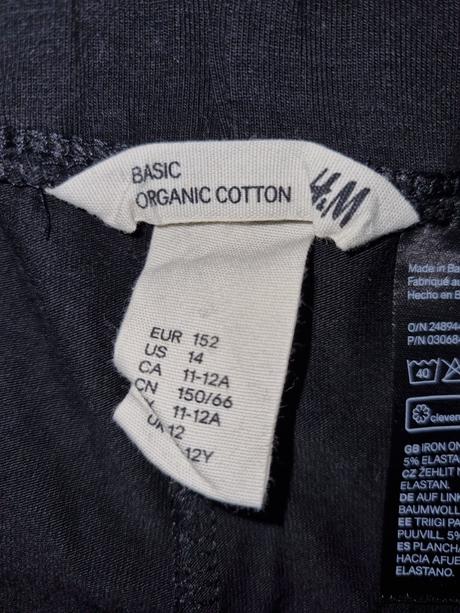 BASIC
ORGANIC COTTON
H&M
EUR 152
US 14
CA 11-12A
CN 150/66
11-12A
12
12Y
Made in Ba
Fabriqué au
Hecho en B
O/N 24894
P/N 03068
40
clever
GB IRON ON
5% ELASTA
CZ ŽEHLIT N
ELASTAN.
DE AUF LINK
BAUMWOLL
EE TRIIGI PA
PUUVILL. 5%
ES PLANCHA
HACIA AFUE
ELASTANO.